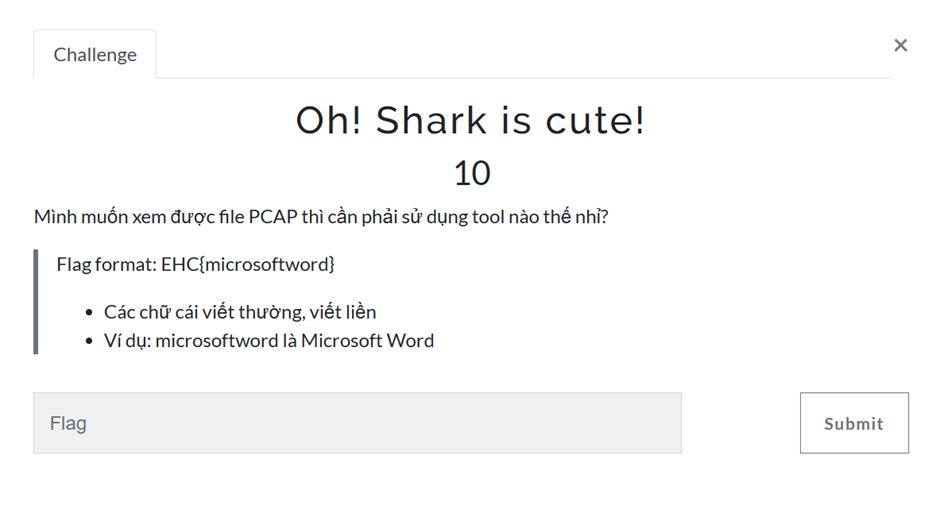 Challenge
×
Oh! Shark is cute!
10
Mình muốn xem được file PCAP thì cần phải sử dụng tool nào thế nhỉ?
Flag format: EHC{microsoftword}
• Các chữ cái viết thường, viết liền
• Ví dụ: microsoftword là Microsoft Word
Flag
Submit